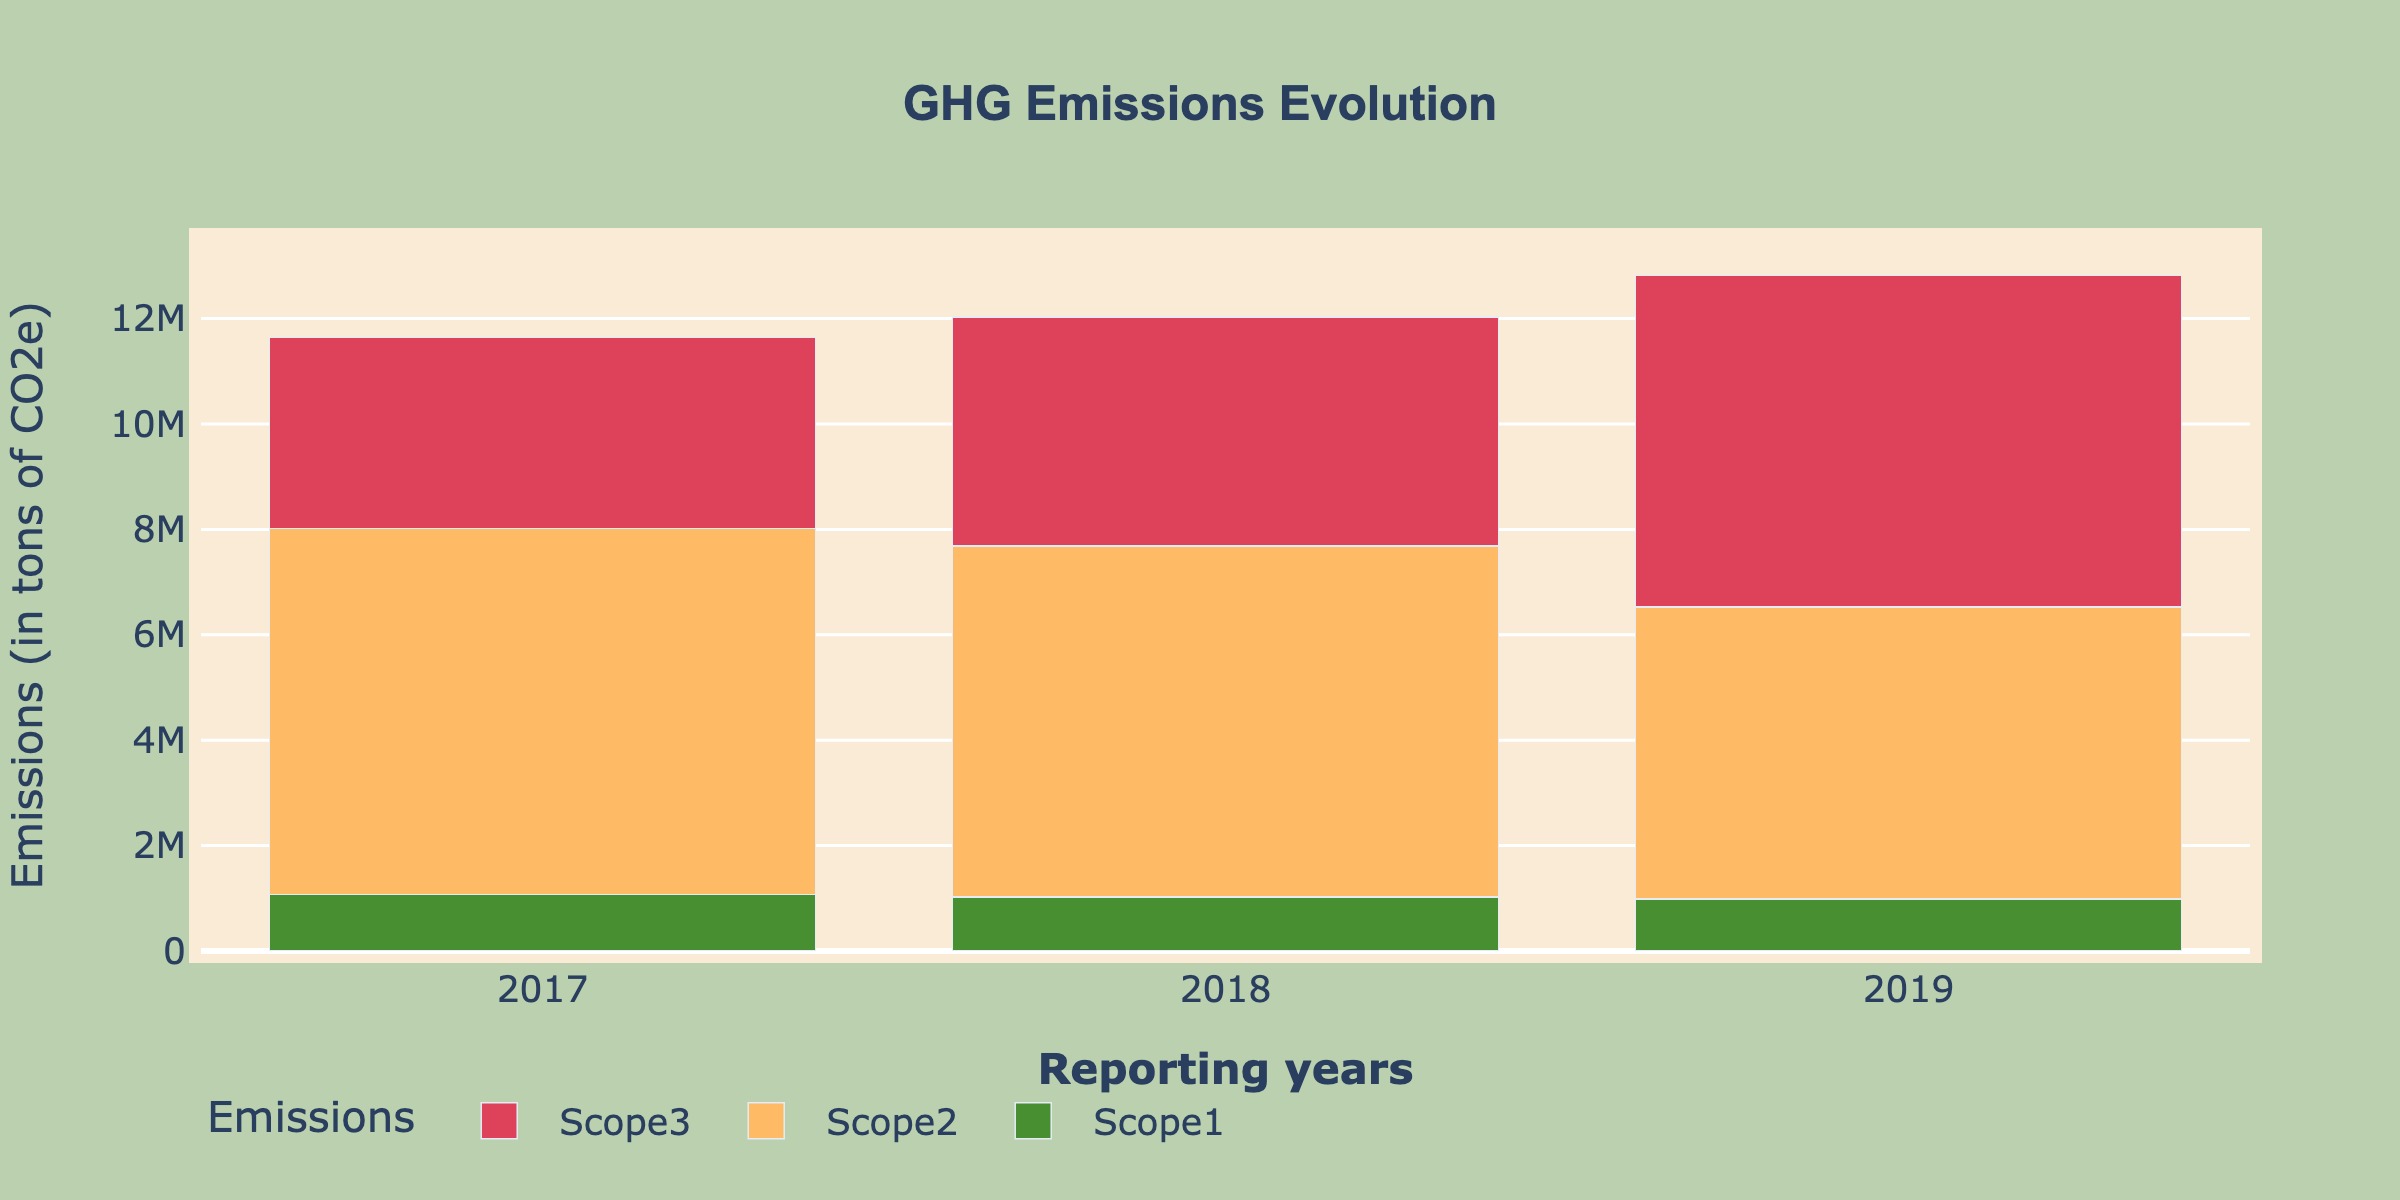 GHG Emissions Evolution
Emissions (in tons of CO2e)
12M
10M
8M
6M
4M
2M
0
2017 2018 2019
Reporting years
Emissions Scope3 Scope2 Scope1